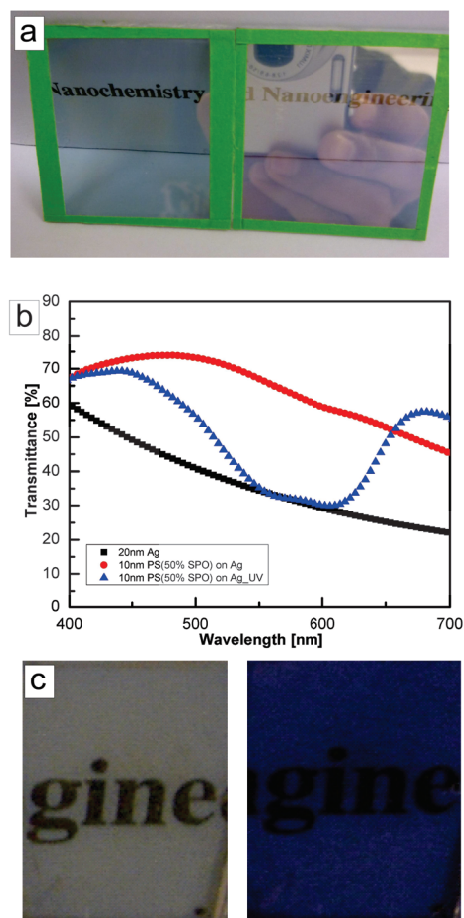 a
Nanochemistry
d Nanoengineerin
b
90
80
70
60
50
40
30
20
10
0
Transmittance [%]
20nm Ag
10nm PS(50% SPO) on Ag
10nm PS(50% SPO) on Ag_UV
400 500 600 700
Wavelength [nm]
c
gine
gine